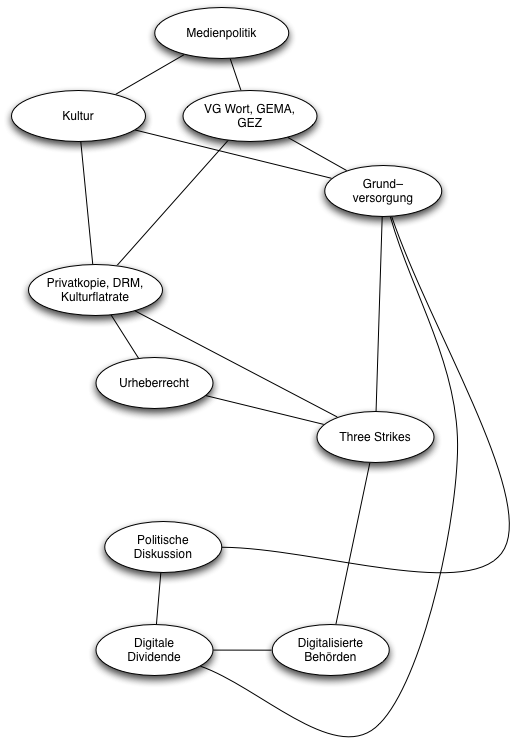 Medienpolitik
Kultur
VG Wort, GEMA,
GEZ
Grund–
versorgung
Privatkopie, DRM,
Kulturflatrate
Urheberrecht
Three Strikes
Politische
Diskussion
Digitale
Dividende
Digitalisierte
Behörden